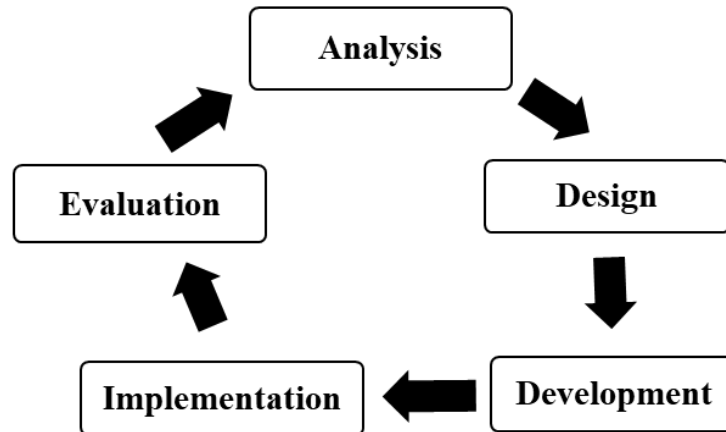 Analysis
Evaluation
Design
Implementation
Development